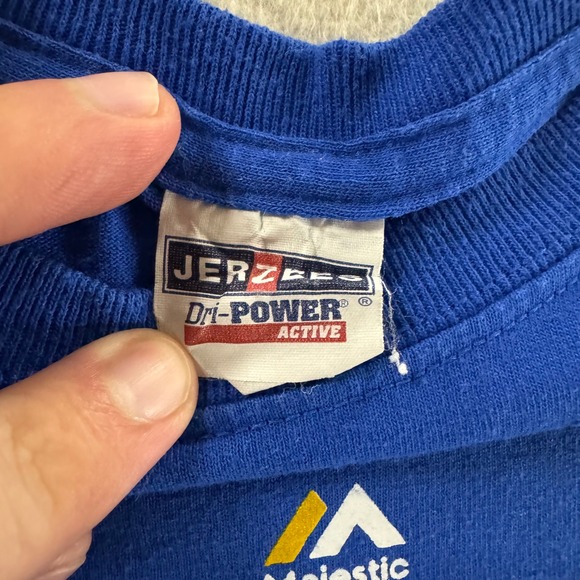 JERZEES
Dri-POWER® ®
ACTIVE
Majestic